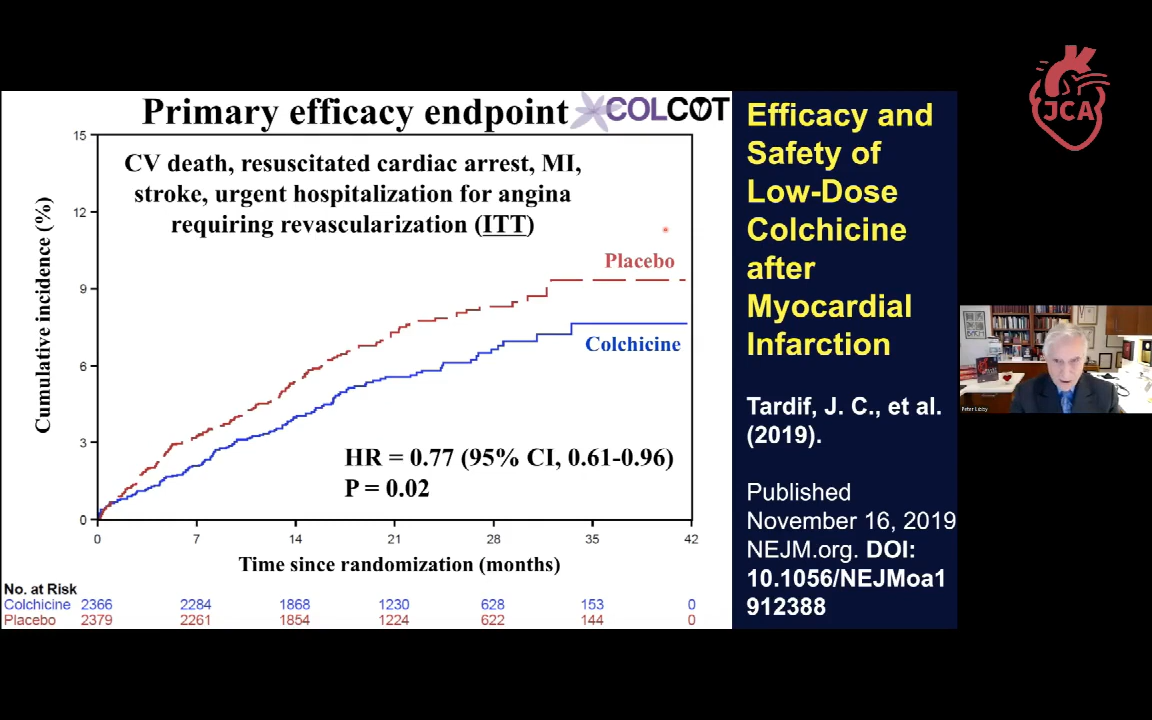 Primary efficacy endpoint
COLCOT
15
CV death, resuscitated cardiac arrest, MI,
stroke, urgent hospitalization for angina
requiring revascularization (ITT)
12
Placebo
9
Colchicine
6
3
HR = 0.77 (95% CI, 0.61-0.96)
P = 0.02
0
Cumulative incidence (%)
0 7 14 21 28 35 42
Time since randomization (months)
No. at Risk
Colchicine 2366 2284 1868 1230 628 153 0
Placebo 2379 2261 1854 1224 622 144 0
Efficacy and
Safety of
Low-Dose
Colchicine
after
Myocardial
Infarction
Tardif, J. C., et al.
(2019).
Published
November 16, 2019
NEJM.org. DOI:
10.1056/NEJMoa1
912388
JCA
Peter Libby